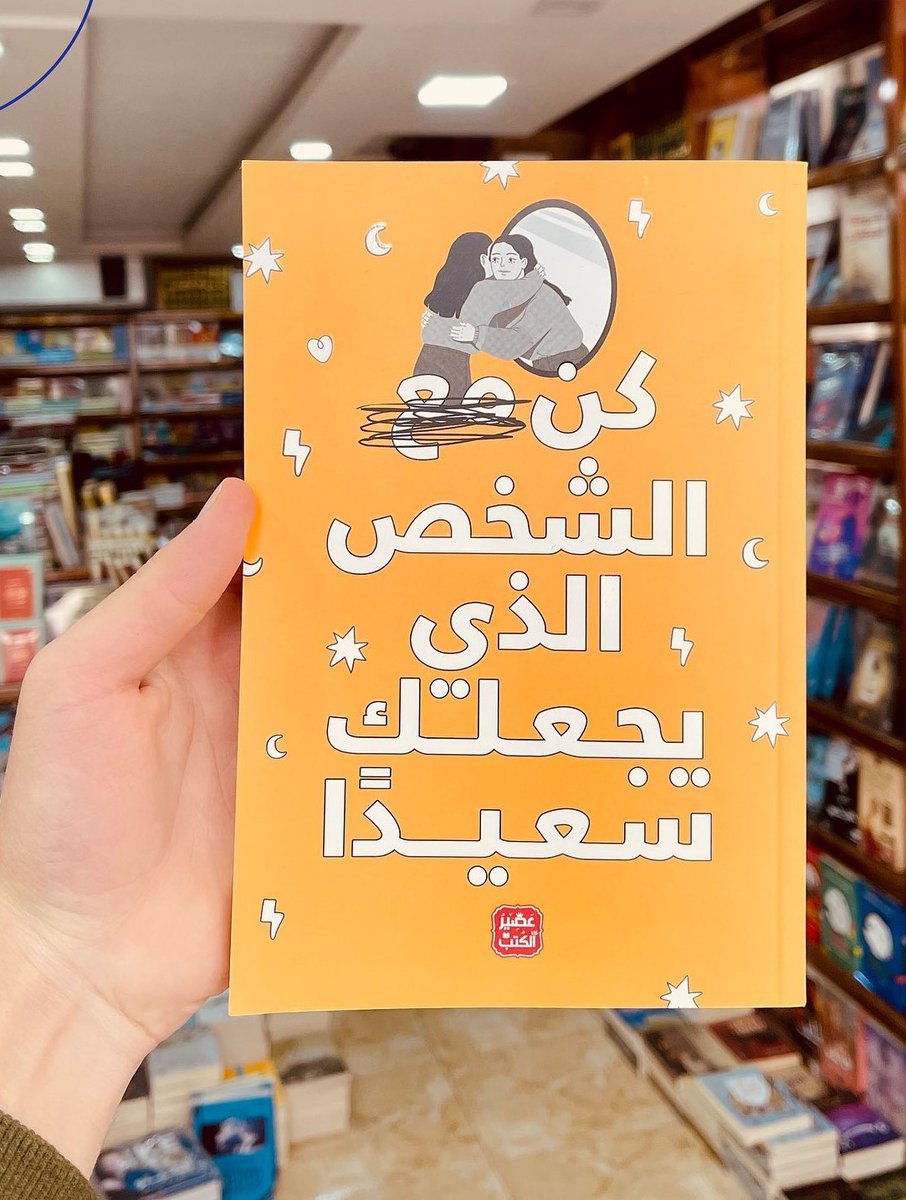 كن مع
الشخص
الذي
يجعلك
سعيدًا
عصير
الكتب